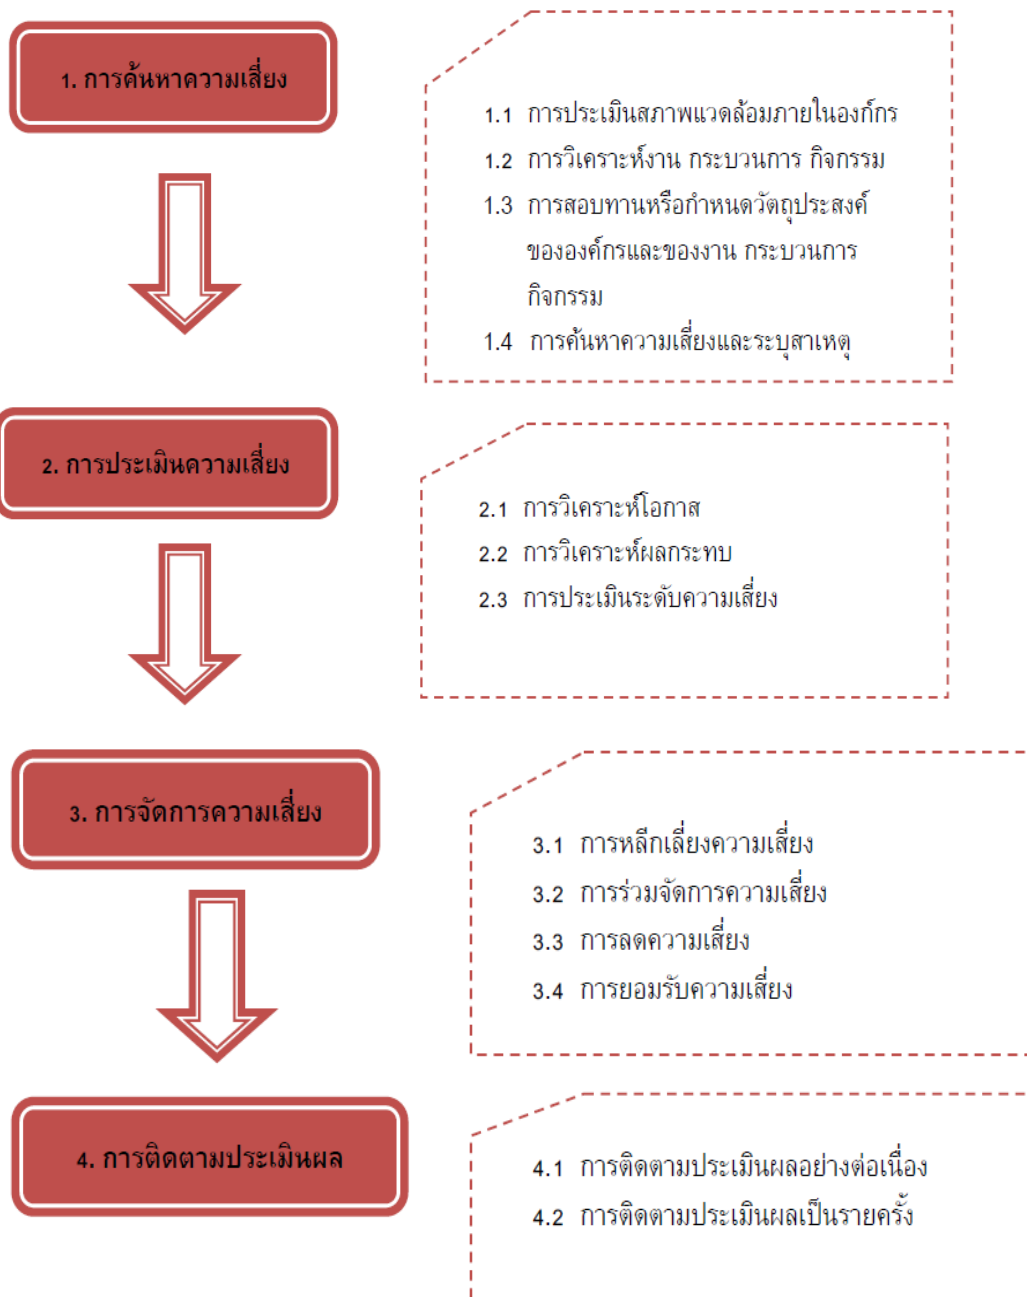 1. การค้นหาความเสี่ยง
1.1 การประเมินสภาพแวดล้อมภายในองก์กร
1.2 การวิเคราะห์งาน กระบวนการ กิจกรรม
1.3 การสอบทานหรือกำหนดวัตถุประสงค์
ขององค์กรและของงาน กระบวนการ
กิจกรรม
1.4 การค้นหาความเสี่ยงและระบุสาเหตุ
2. การประเมินความเสี่ยง
2.1 การวิเคราะห์โอกาส
2.2 การวิเคราะห์ผลกระทบ
2.3 การประเมินระดับความเสี่ยง
3. การจัดการความเสี่ยง
3.1 การหลีกเลี่ยงความเสี่ยง
3.2 การร่วมจัดการความเสี่ยง
3.3 การลดความเสี่ยง
3.4 การยอมรับความเสี่ยง
4. การติดตามประเมินผล
4.1 การติดตามประเมินผลอย่างต่อเนื่อง
4.2 การติดตามประเมินผลเป็นรายครั้ง